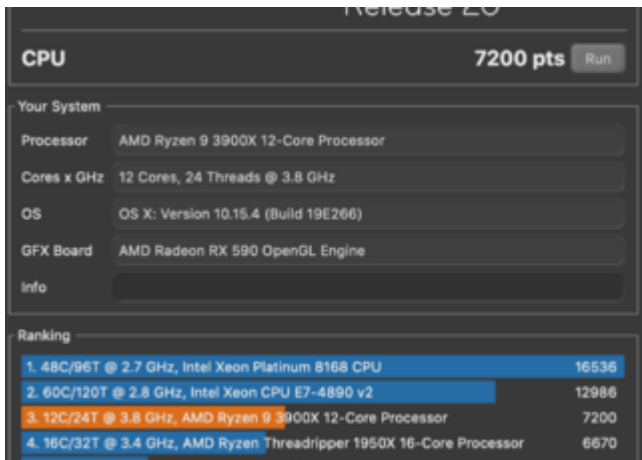 Release 20
CPU 7200 pts Run
Your System
Processor AMD Ryzen 9 3900X 12-Core Processor
Cores x GHz 12 Cores, 24 Threads @ 3.8 GHz
OS OS X: Version 10.15.4 (Build 19E266)
GFX Board AMD Radeon RX 590 OpenGL Engine
Info
Ranking
1. 48C/96T @ 2.7 GHz, Intel Xeon Platinum 8168 CPU 16536
2. 60C/120T @ 2.8 GHz, Intel Xeon CPU E7-4890 v2 12986
3. 12C/24T @ 3.8 GHz, AMD Ryzen 9 3900X 12-Core Processor 7200
4. 16C/32T @ 3.4 GHz, AMD Ryzen Threadripper 1950X 16-Core Processor 6670